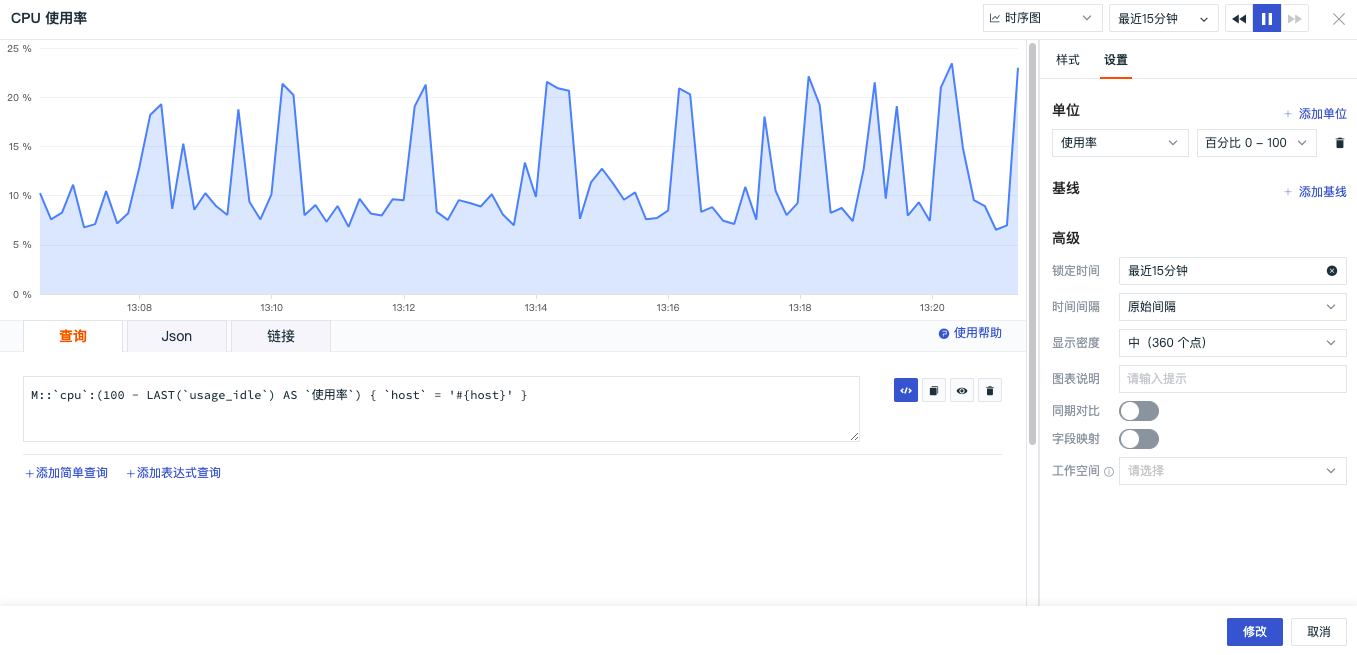 CPU 使用率
时序图
最近15分钟
25 %
20 %
15 %
10 %
5 %
0 %
13:08
13:10
13:12
13:14
13:16
13:18
13:20
查询
Json
链接
使用帮助
M::`cpu`:(100 - LAST(`usage_idle`) AS `使用率`) { `host` = '#{host}' }
+添加简单查询
+添加表达式查询
样式
设置
单位
+ 添加单位
使用率
百分比 0 – 100
基线
+ 添加基线
高级
锁定时间
最近15分钟
时间间隔
原始间隔
显示密度
中（360 个点）
图表说明
请输入提示
同期对比
字段映射
工作空间
请选择
修改
取消